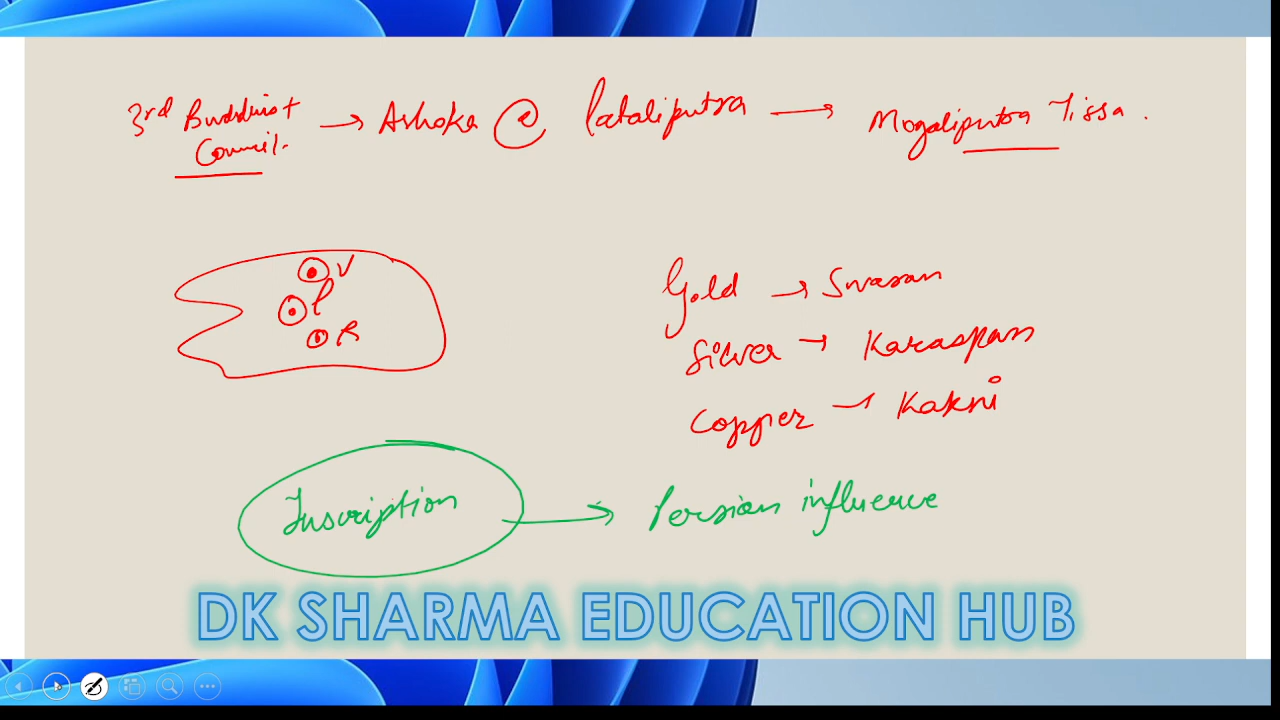 3rd Buddhist Council. → Ashoka @ Pataliputra → Mogaliputra Tissa.
V
P
R
Gold → Swaran
Silver → Karaspan
Copper → Kakni
Inscription → Persian influence
DK SHARMA EDUCATION HUB